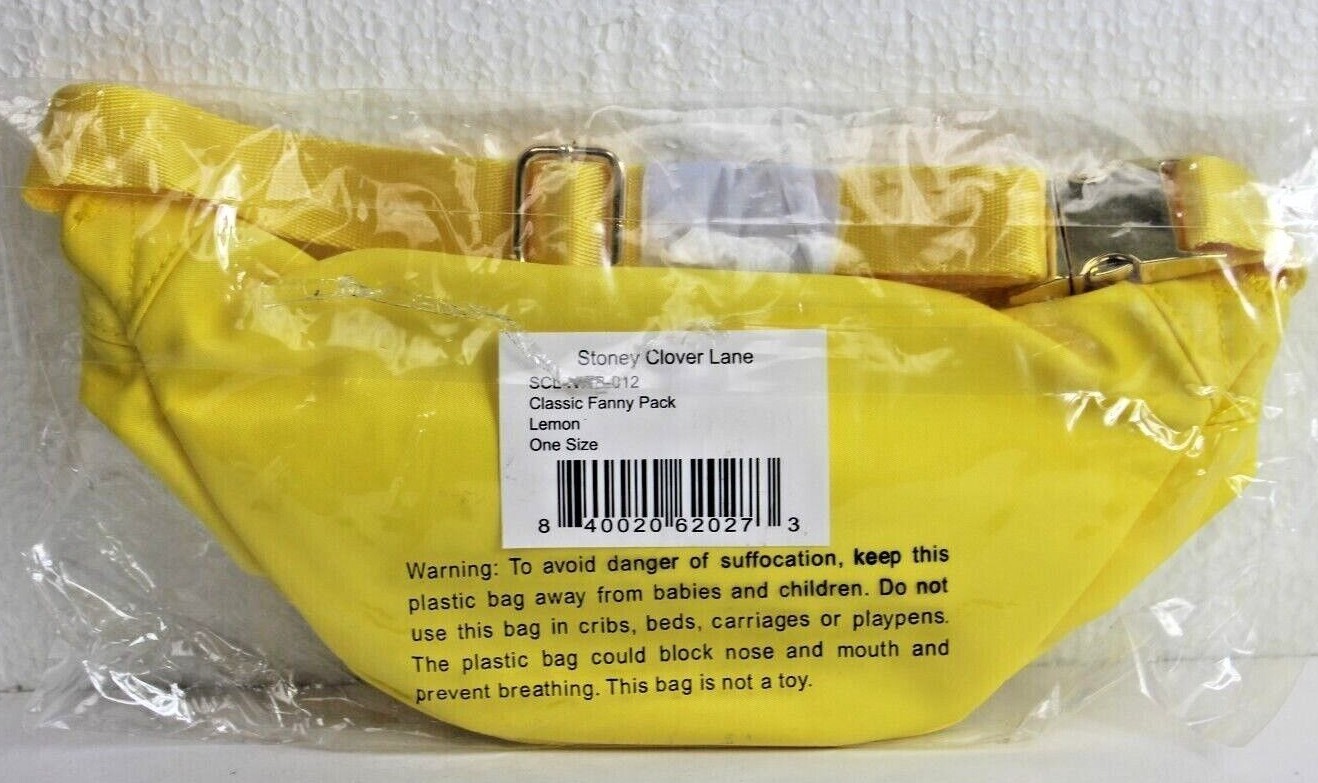 Stoney Clover Lane
Classic Fanny Pack
Lemon
One Size
8 40020 62027 3
Warning: To avoid danger of suffocation, keep this
plastic bag away from babies and children. Do not
use this bag in cribs, beds, carriages or playpens.
The plastic bag could block nose and mouth and
prevent breathing. This bag is not a toy.